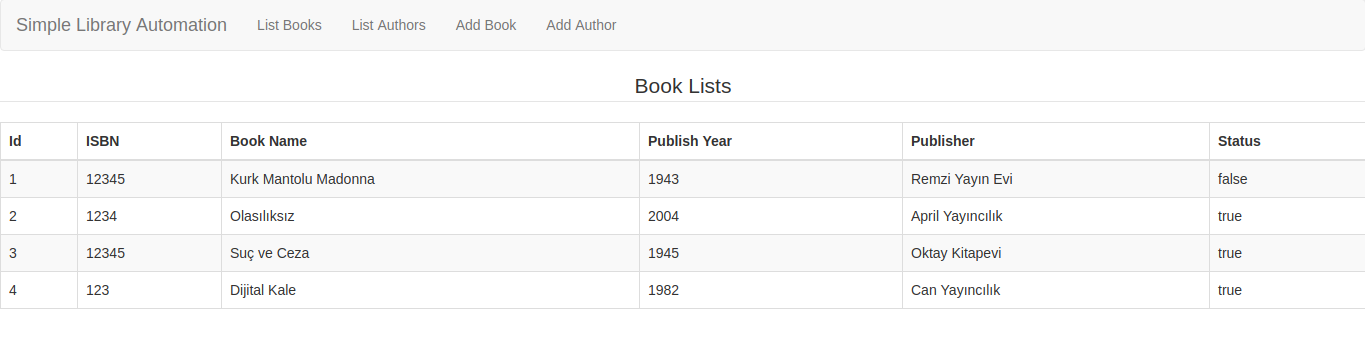 Simple Library Automation List Books List Authors Add Book Add Author
Book Lists
Id ISBN Book Name Publish Year Publisher Status
1 12345 Kurk Mantolu Madonna 1943 Remzi Yayın Evi false
2 1234 Olasılıksız 2004 April Yayıncılık true
3 12345 Suç ve Ceza 1945 Oktay Kitapevi true
4 123 Dijital Kale 1982 Can Yayıncılık true